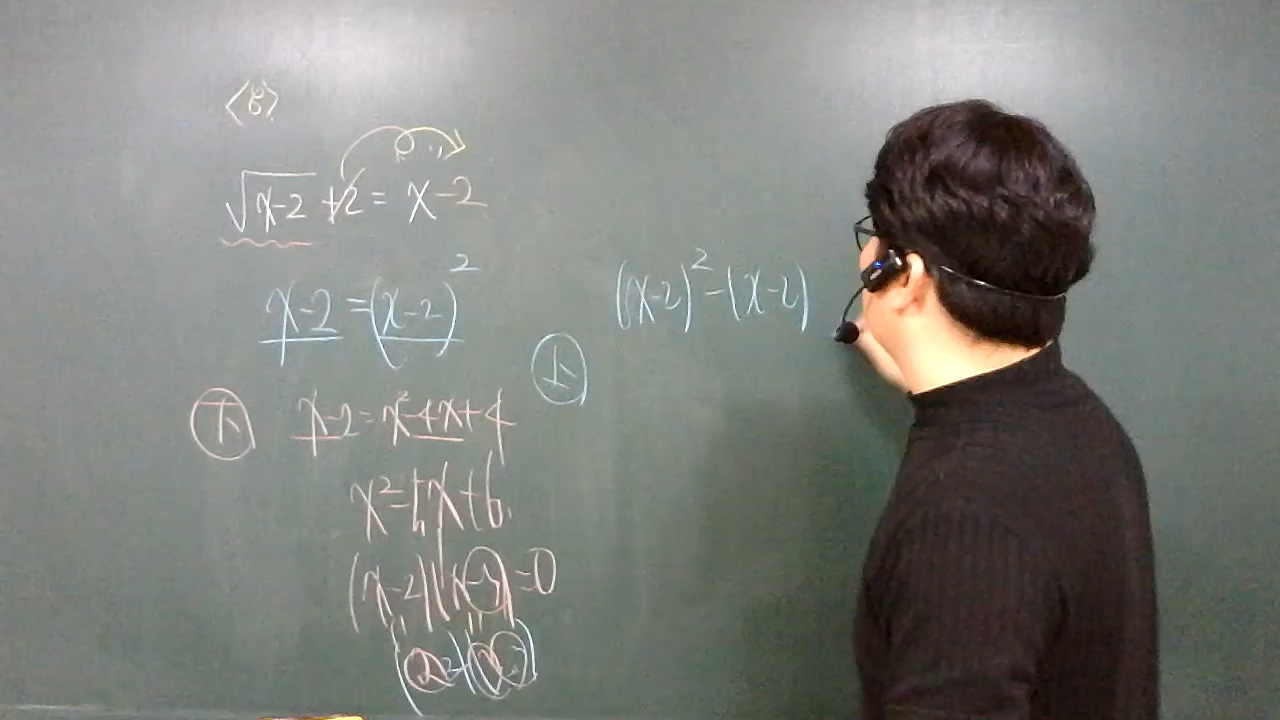 √x-2 +2 = x-2
x-2 = (x-2)²
(x-2)² - (x-2)
上
下 x-2 = x²-4x+4
x²-5x+6
(x-2)(x-3)=0